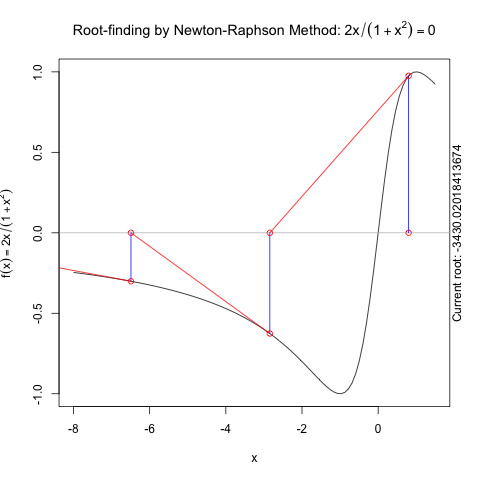 Root-finding by Newton-Raphson Method: 2x/(1 + x²) = 0
f(x) = 2x/(1 + x²)
1.0
0.5
0.0
-0.5
-1.0
Current root: -3430.02018413674
-8 -6 -4 -2 0
x